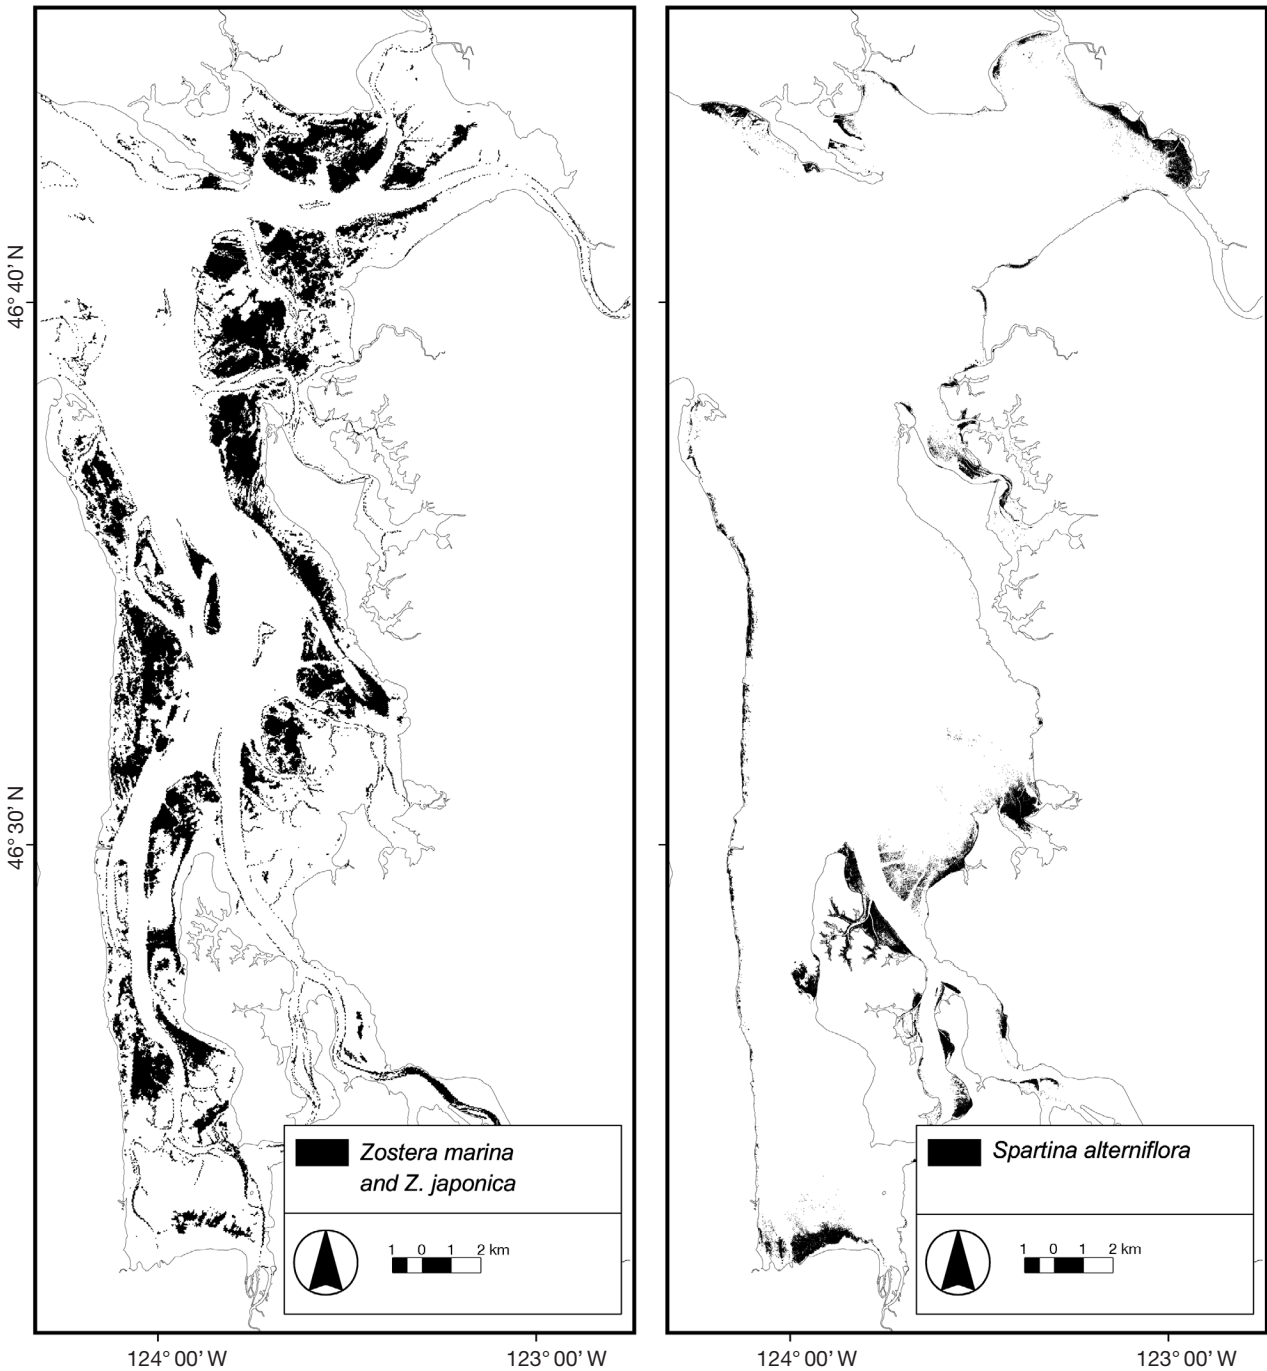 46° 40' N
46° 30' N
Zostera marina
and Z. japonica
1 0 1 2 km
124° 00' W
123° 00' W
Spartina alterniflora
1 0 1 2 km
124° 00' W
123° 00' W